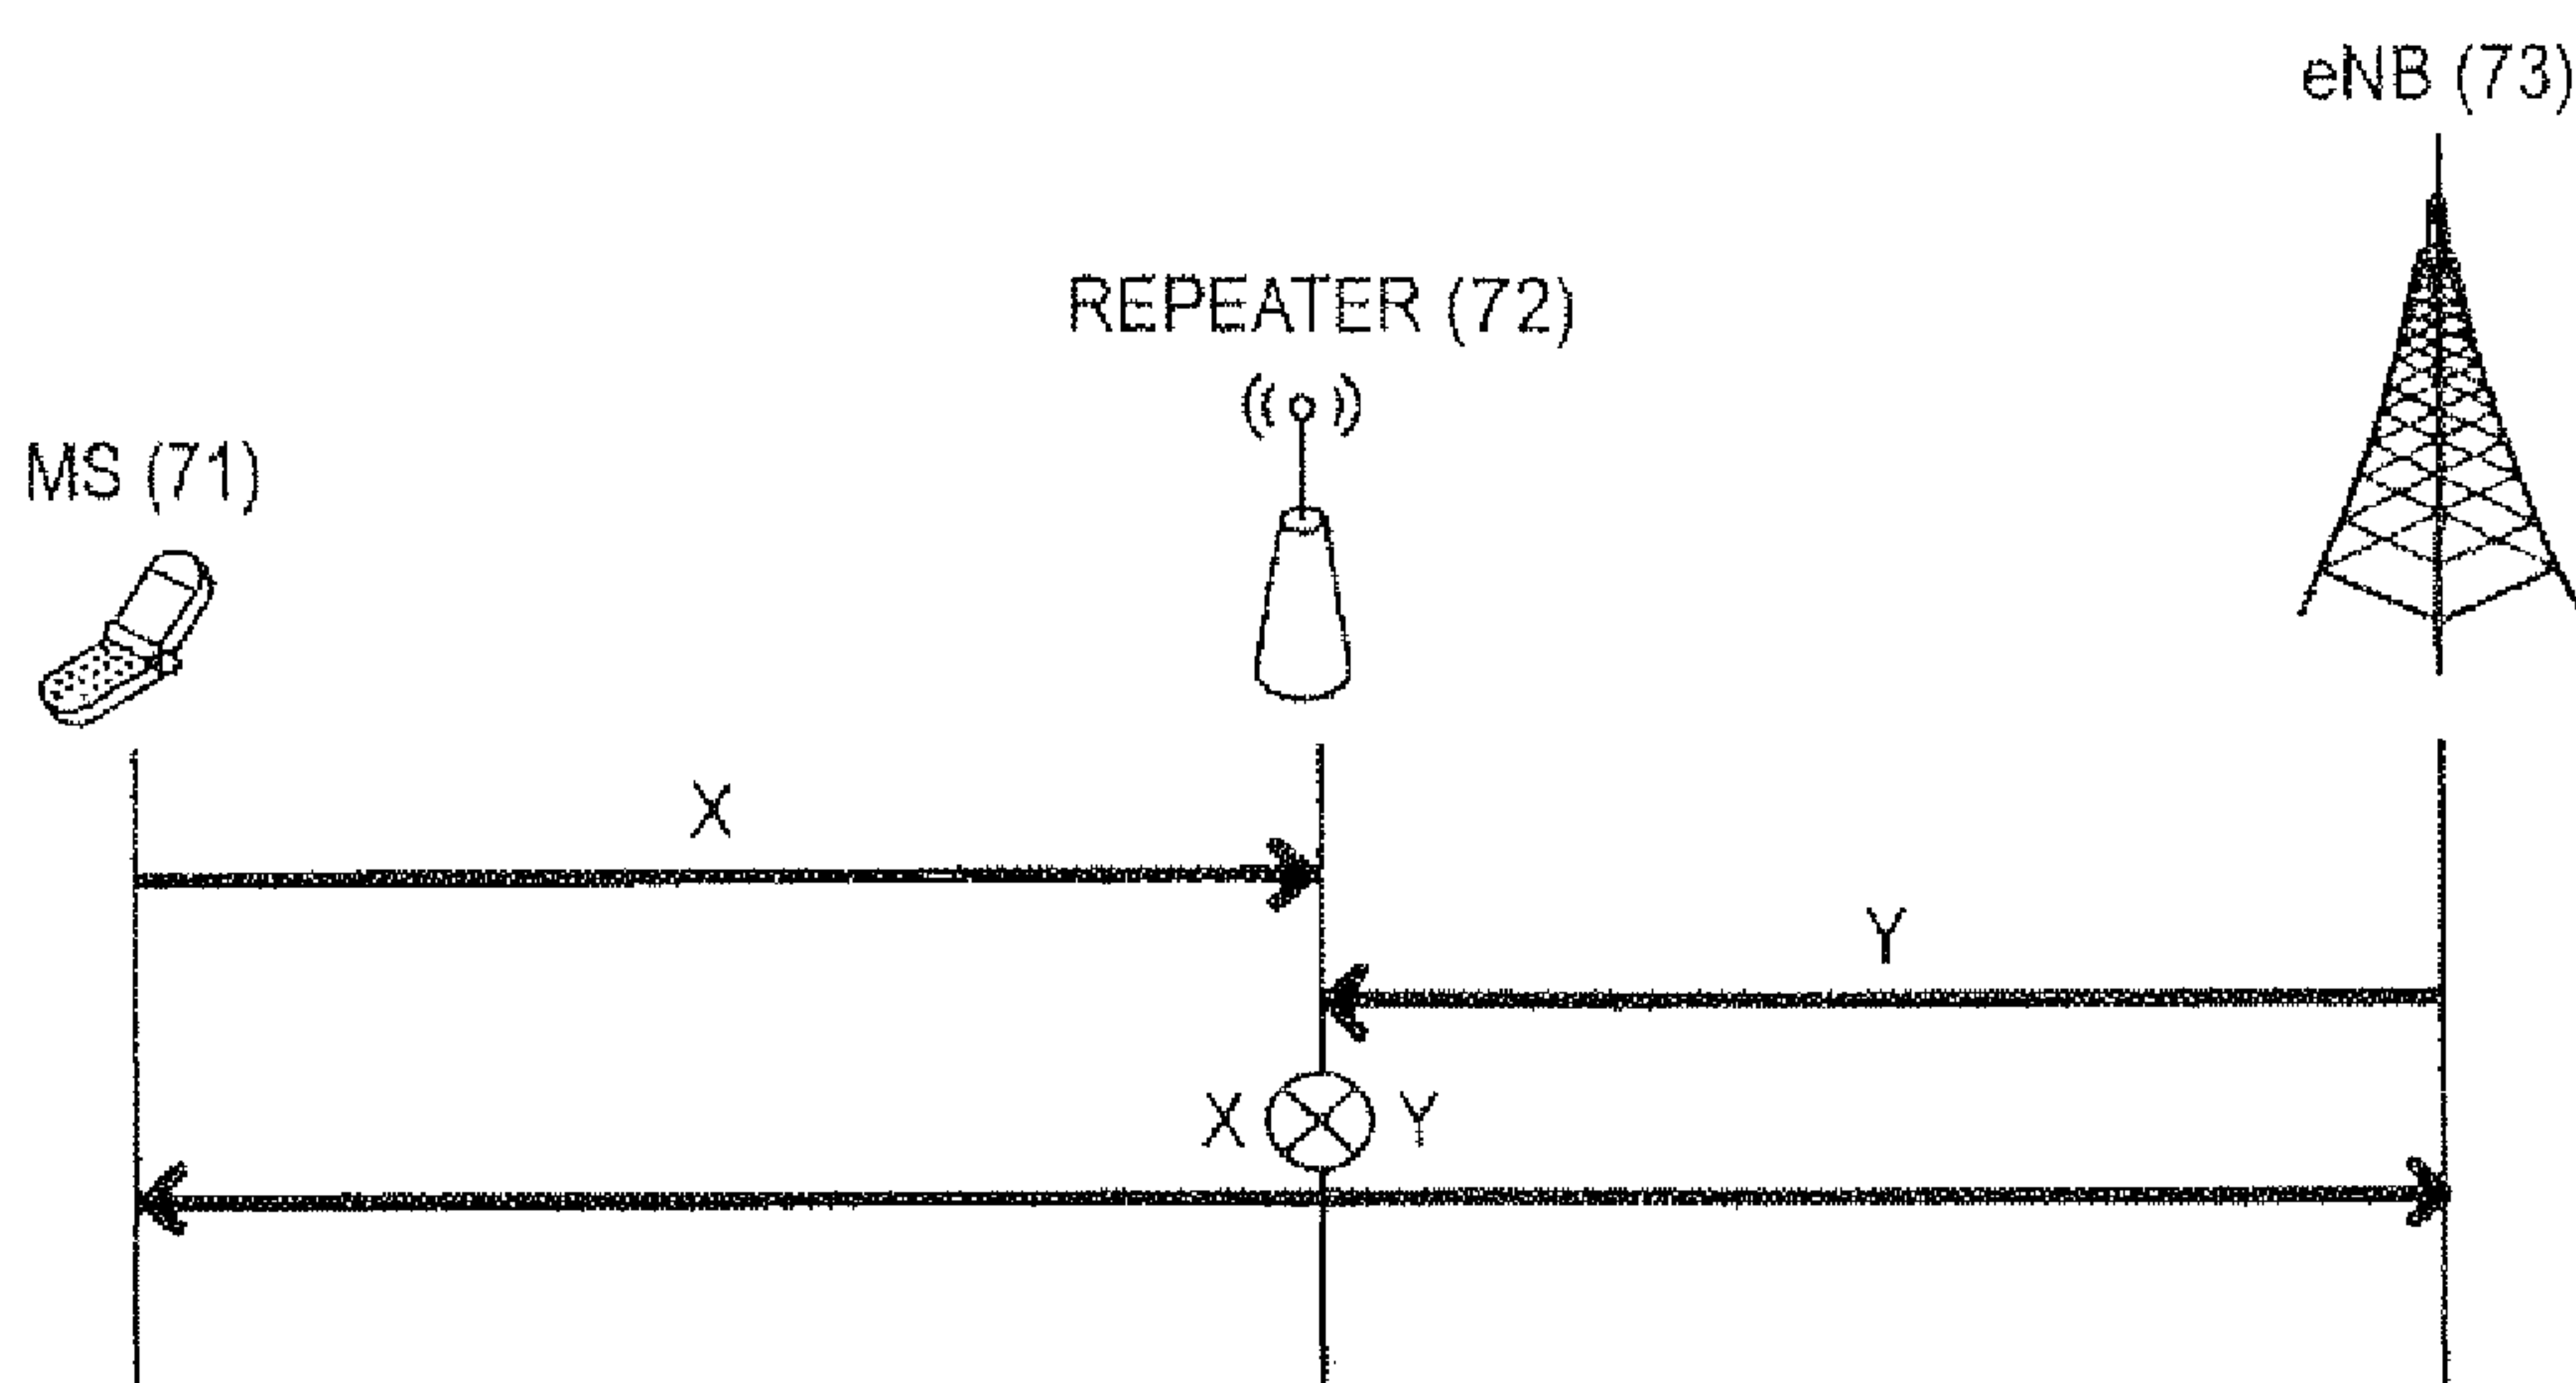 eNB (73)
REPEATER (72)
MS (71)
X
Y
X ⊗ Y